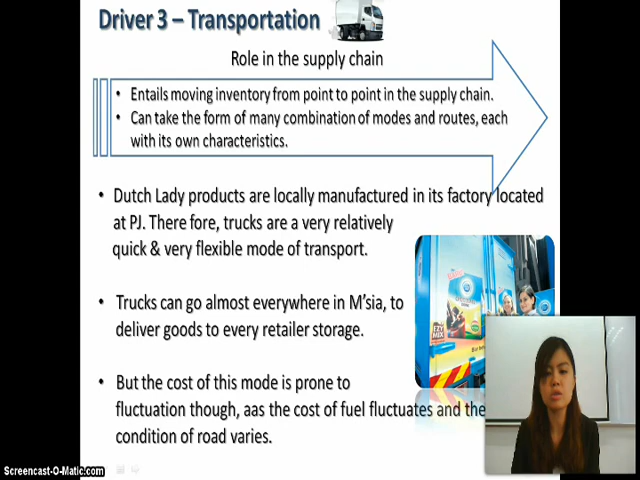 Driver 3 – Transportation
Role in the supply chain
• Entails moving inventory from point to point in the supply chain.
• Can take the form of many combination of modes and routes, each
with its own characteristics.
• Dutch Lady products are locally manufactured in its factory located
at PJ. There fore, trucks are a very relatively
quick & very flexible mode of transport.
• Trucks can go almost everywhere in M'sia, to
deliver goods to every retailer storage.
• But the cost of this mode is prone to
fluctuation though, aas the cost of fuel fluctuates and the
condition of road varies.
Screencast-O-Matic.com